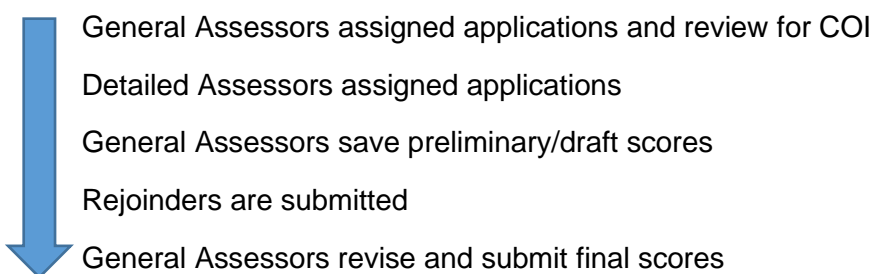 General Assessors assigned applications and review for COI
Detailed Assessors assigned applications
General Assessors save preliminary/draft scores
Rejoinders are submitted
General Assessors revise and submit final scores